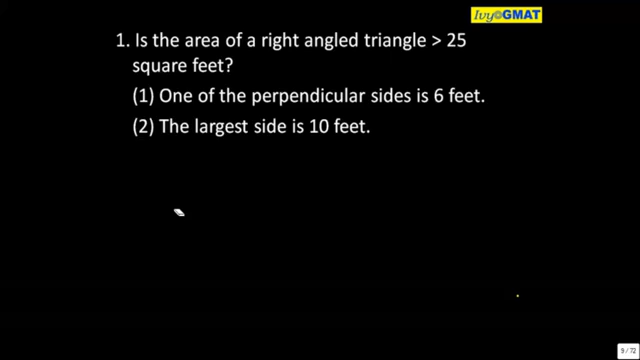 Ivy GMAT
1. Is the area of a right angled triangle > 25
square feet?
(1) One of the perpendicular sides is 6 feet.
(2) The largest side is 10 feet.
9 / 72